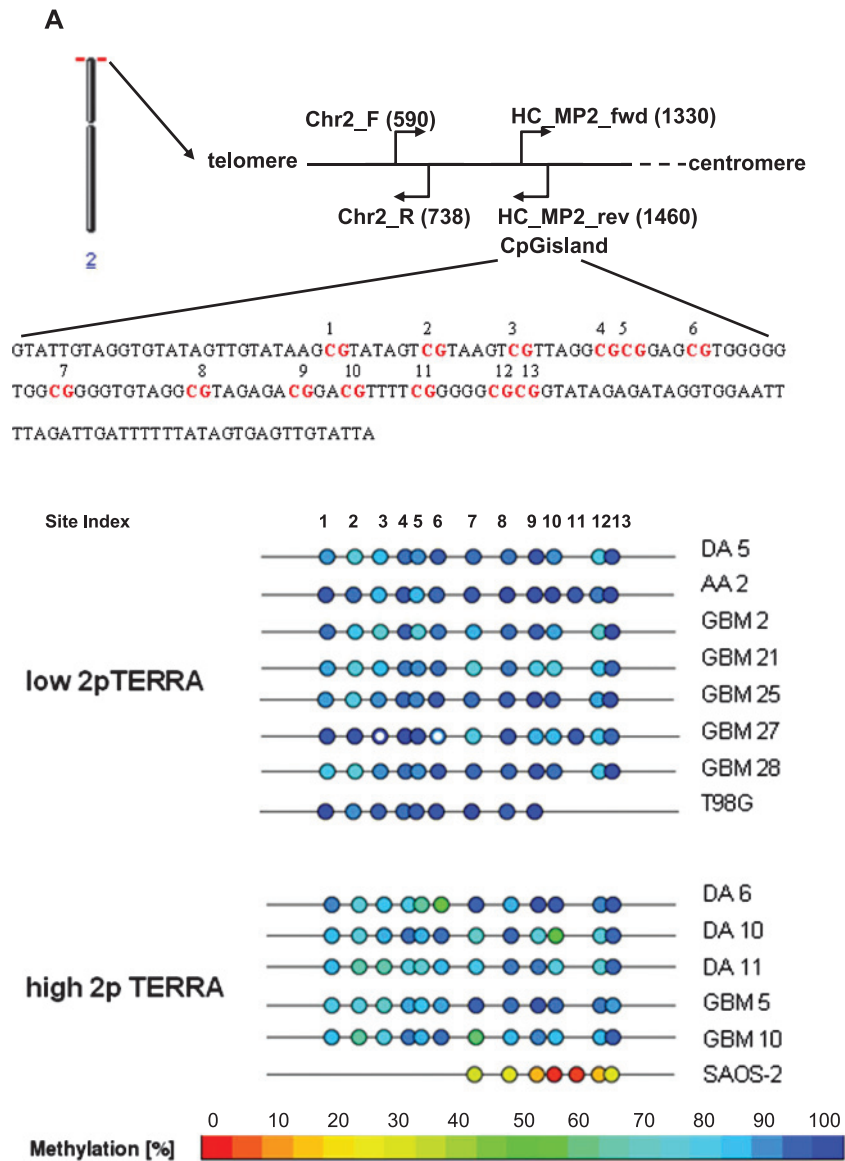 A
Chr2_F (590)
HC_MP2_fwd (1330)
telomere
centromere
Chr2_R (738)
HC_MP2_rev (1460)
CpGisland
2
1 2 3 4 5 6
GTATTGTAGGTGTATAGTTGTATAAGCGTATAGTCGTAAGTCGTTAGGCGCGGAGCGTGGGGG
7 8 9 10 11 12 13
TGGCGGGGTGTAGGCGTAGAGACGGACGTTTTCGGGGGCGCGGTATAGAGATAGGTGGAATT
TTAGATTGATTTTTTATAGTGAGTTGTATTA
Site Index
1 2 3 4 5 6 7 8 9 10 11 1213
DA 5
AA 2
GBM 2
low 2pTERRA
GBM 21
GBM 25
GBM 27
GBM 28
T98G
DA 6
DA 10
high 2p TERRA
DA 11
GBM 5
GBM 10
SAOS-2
0 10 20 30 40 50 60 70 80 90 100
Methylation [%]